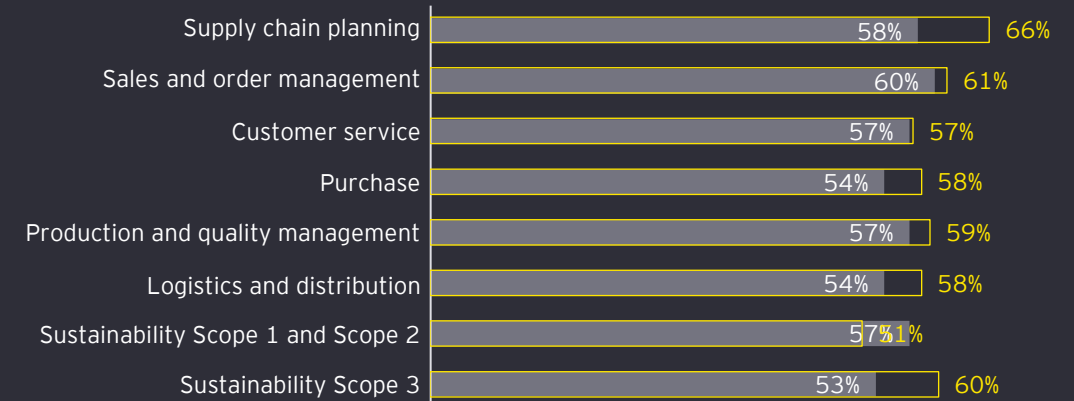 Supply chain planning 58% 66%
Sales and order management 60% 61%
Customer service 57% 57%
Purchase 54% 58%
Production and quality management 57% 59%
Logistics and distribution 54% 58%
Sustainability Scope 1 and Scope 2 57% 51%
Sustainability Scope 3 53% 60%